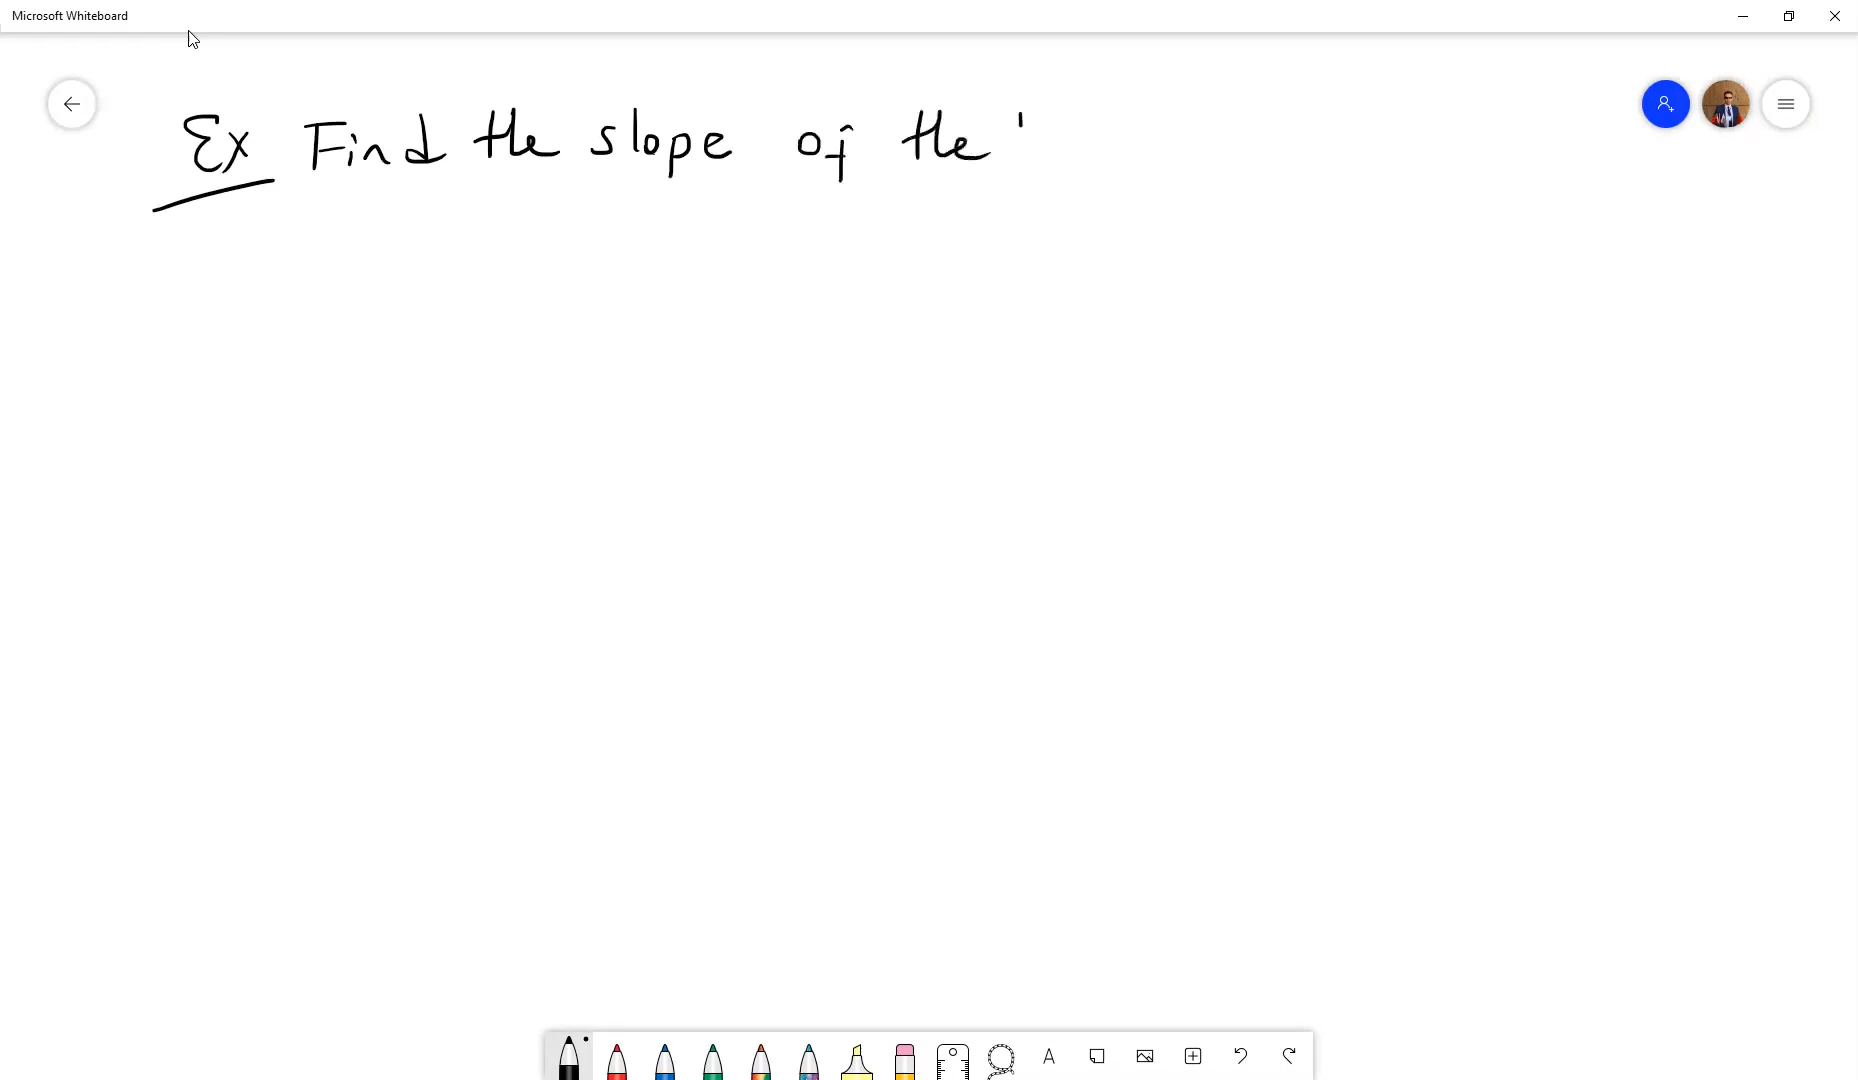 Microsoft Whiteboard
Ex Find the slope of the